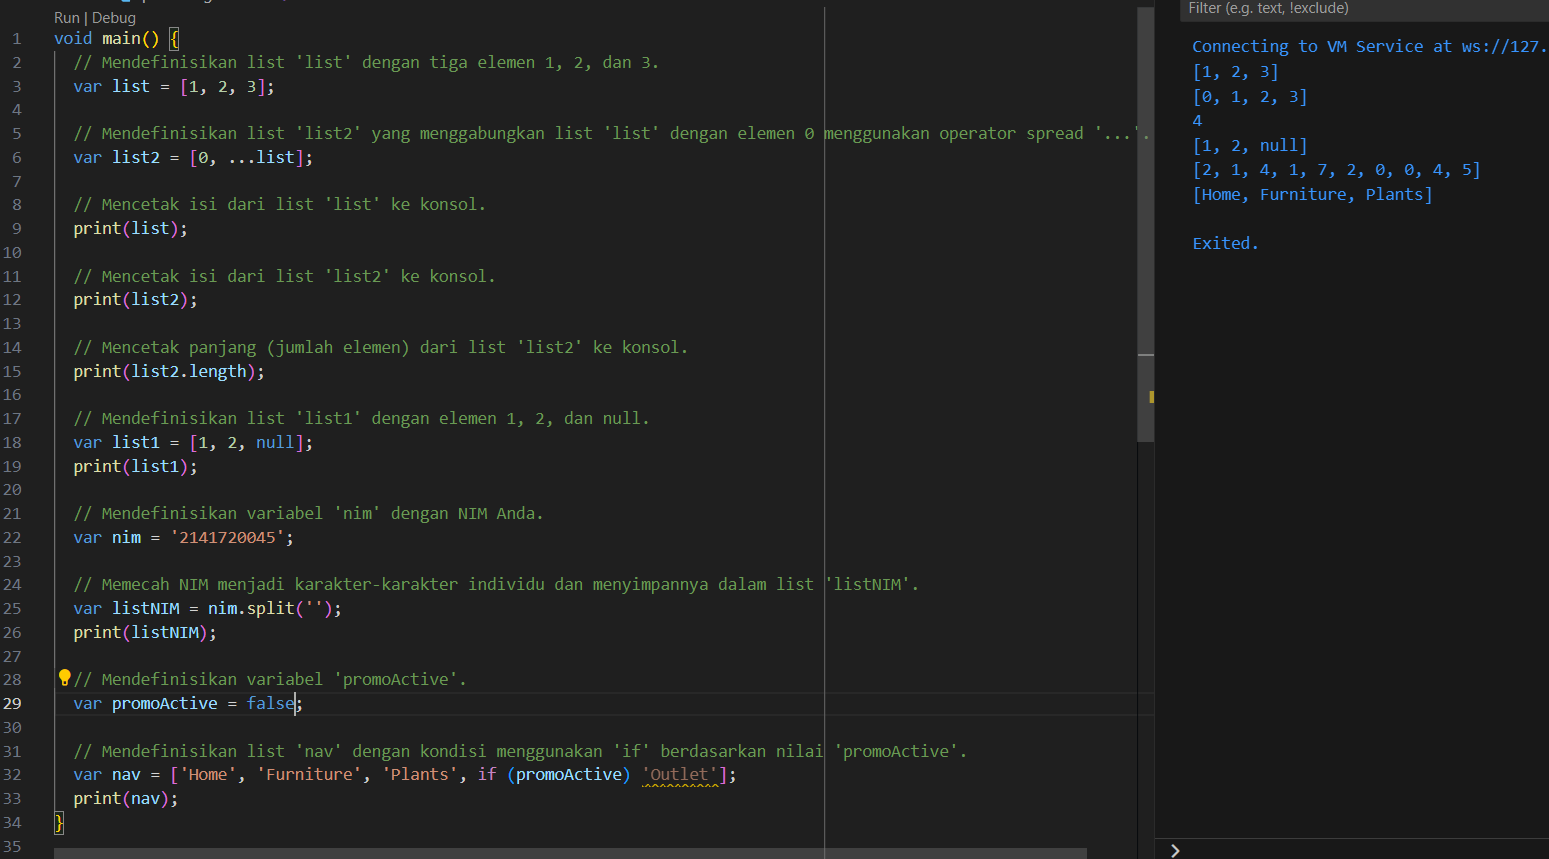 Run | Debug
1 void main() {
2 // Mendefinisikan list 'list' dengan tiga elemen 1, 2, dan 3.
3 var list = [1, 2, 3];
4
5 // Mendefinisikan list 'list2' yang menggabungkan list 'list' dengan elemen 0 menggunakan operator spread '...'.
6 var list2 = [0, ...list];
7
8 // Mencetak isi dari list 'list' ke konsol.
9 print(list);
10
11 // Mencetak isi dari list 'list2' ke konsol.
12 print(list2);
13
14 // Mencetak panjang (jumlah elemen) dari list 'list2' ke konsol.
15 print(list2.length);
16
17 // Mendefinisikan list 'list1' dengan elemen 1, 2, dan null.
18 var list1 = [1, 2, null];
19 print(list1);
20
21 // Mendefinisikan variabel 'nim' dengan NIM Anda.
22 var nim = '2141720045';
23
24 // Memecah NIM menjadi karakter-karakter individu dan menyimpannya dalam list 'listNIM'.
25 var listNIM = nim.split('');
26 print(listNIM);
27
28 // Mendefinisikan variabel 'promoActive'.
29 var promoActive = false;
30
31 // Mendefinisikan list 'nav' dengan kondisi menggunakan 'if' berdasarkan nilai 'promoActive'.
32 var nav = ['Home', 'Furniture', 'Plants', if (promoActive) 'Outlet'];
33 print(nav);
34 }
35
Filter (e.g. text, !exclude)
Connecting to VM Service at ws://127.
[1, 2, 3]
[0, 1, 2, 3]
4
[1, 2, null]
[2, 1, 4, 1, 7, 2, 0, 0, 4, 5]
[Home, Furniture, Plants]
Exited.